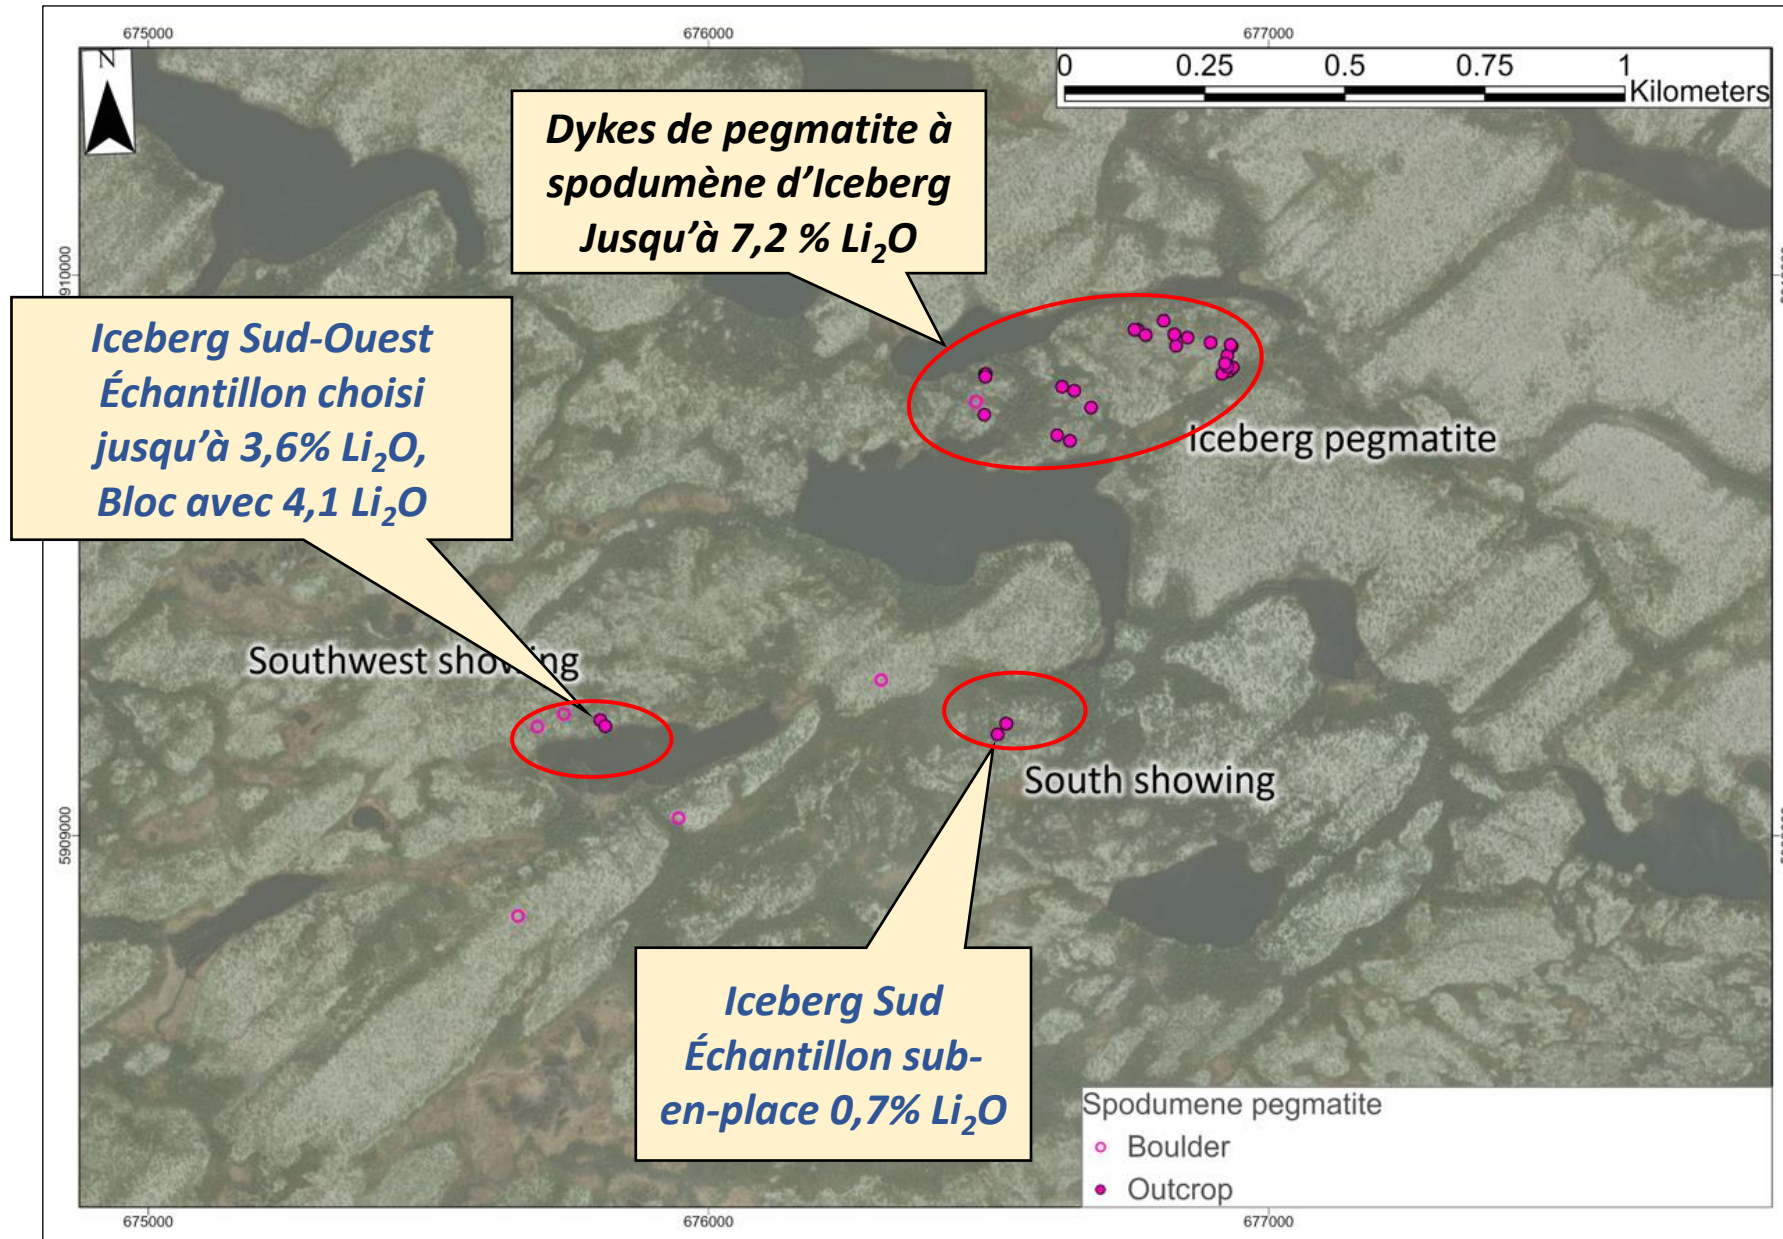 675000
676000
677000
N
0
0.25
0.5
0.75
1
Kilometers
Dykes de pegmatite à
spodumène d'Iceberg
Jusqu'à 7,2 % Li₂O
910000
Iceberg Sud-Ouest
Échantillon choisi
jusqu'à 3,6% Li₂O,
Bloc avec 4,1 Li₂O
Iceberg pegmatite
Southwest showing
South showing
5909000
Iceberg Sud
Échantillon sub-
en-place 0,7% Li₂O
Spodumene pegmatite
Boulder
Outcrop
675000
676000
677000